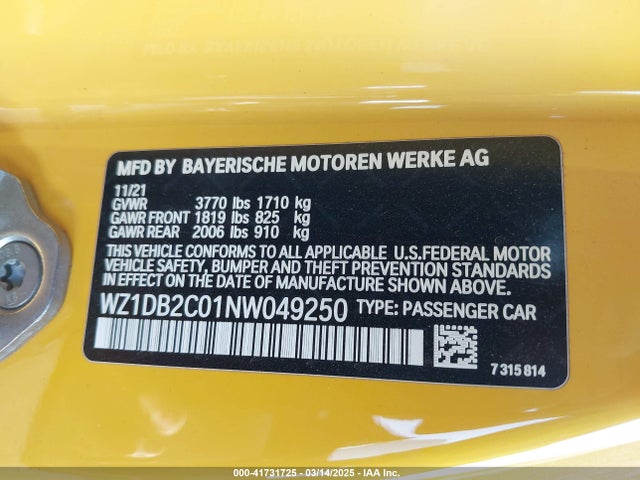 MFD BY BAYERISCHE MOTOREN WERKE AG
11/21
GVWR 3770 lbs 1710 kg
GAWR FRONT 1819 lbs 825 kg
GAWR REAR 2006 lbs 910 kg
THIS VEHICLE CONFORMS TO ALL APPLICABLE U.S.FEDERAL MOTOR
VEHICLE SAFETY, BUMPER AND THEFT PREVENTION STANDARDS
IN EFFECT ON THE DATE OF MANUFACTURE SHOWN ABOVE.
WZ1DB2C01NW049250 TYPE: PASSENGER CAR
7 315 814
000-41731725 • 03/14/2025 • IAA Inc.